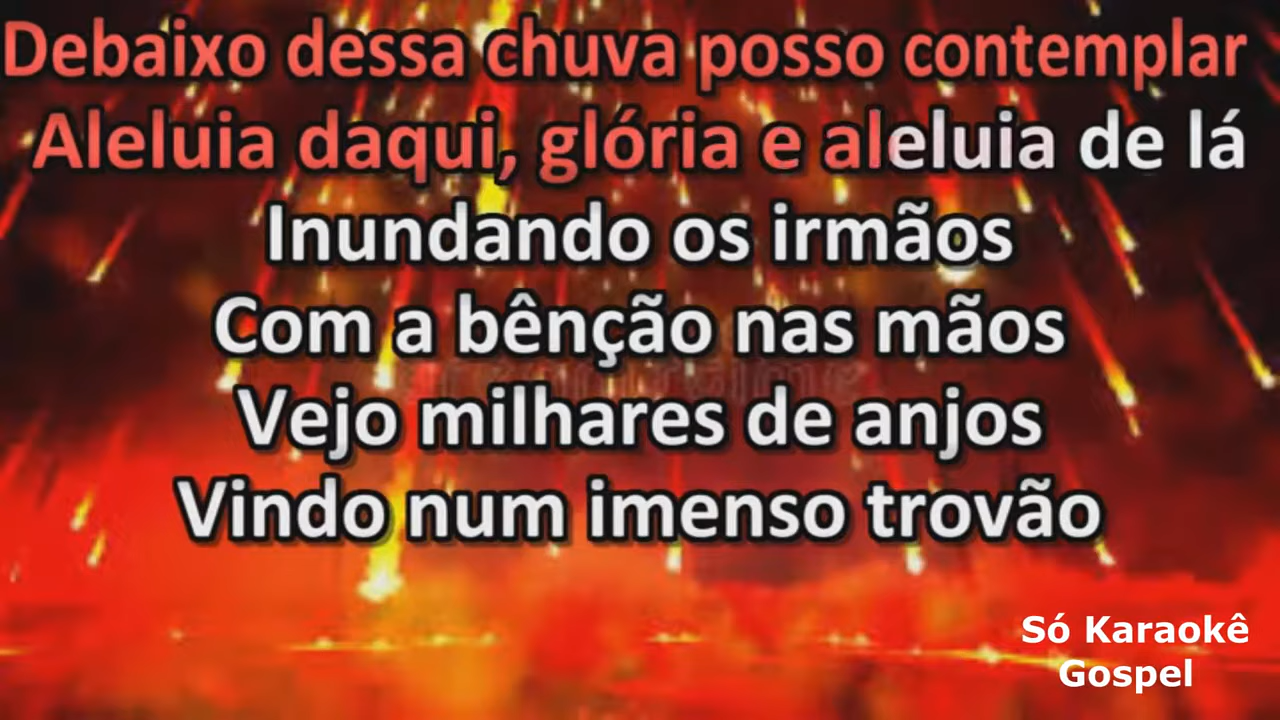 Debaixo dessa chuva posso contemplar
Aleluia daqui, glória e aleluia de lá
Inundando os irmãos
Com a bênção nas mãos
Vejo milhares de anjos
Vindo num imenso trovão
Só Karaokê
Gospel